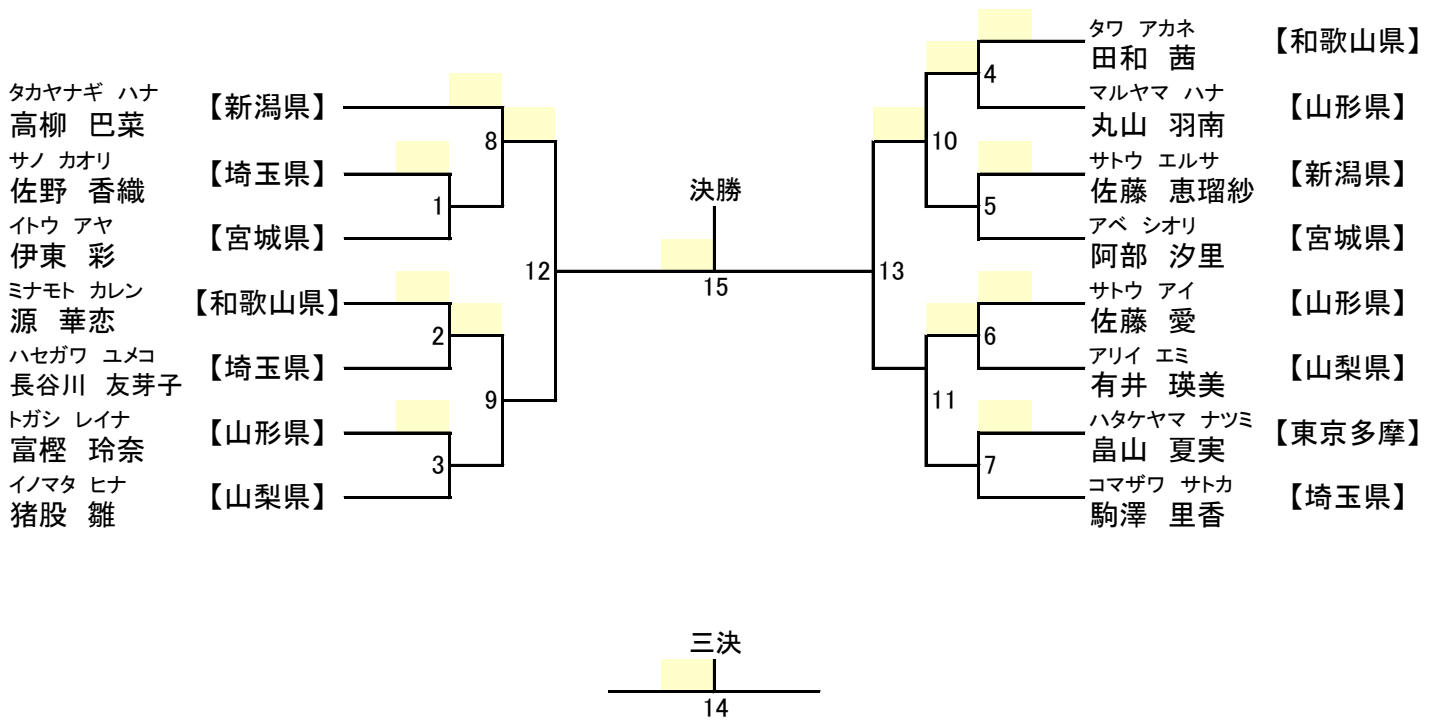 タカヤナギ ハナ
高柳 巴菜 【新潟県】
サノ カオリ
佐野 香織 【埼玉県】
イトウ アヤ
伊東 彩 【宮城県】
ミナモト カレン
源 華恋 【和歌山県】
ハセガワ ユメコ
長谷川 友芽子 【埼玉県】
トガシ レイナ
富樫 玲奈 【山形県】
イノマタ ヒナ
猪股 雛 【山梨県】
8
1
12
2
9
3
決勝
15
タワ アカネ
田和 茜 【和歌山県】
マルヤマ ハナ
丸山 羽南 【山形県】
サトウ エルサ
佐藤 恵瑠紗 【新潟県】
アベ シオリ
阿部 汐里 【宮城県】
サトウ アイ
佐藤 愛 【山形県】
アリイ エミ
有井 瑛美 【山梨県】
ハタケヤマ ナツミ
畠山 夏実 【東京多摩】
コマザワ サトカ
駒澤 里香 【埼玉県】
4
10
5
13
6
11
7
三決
14